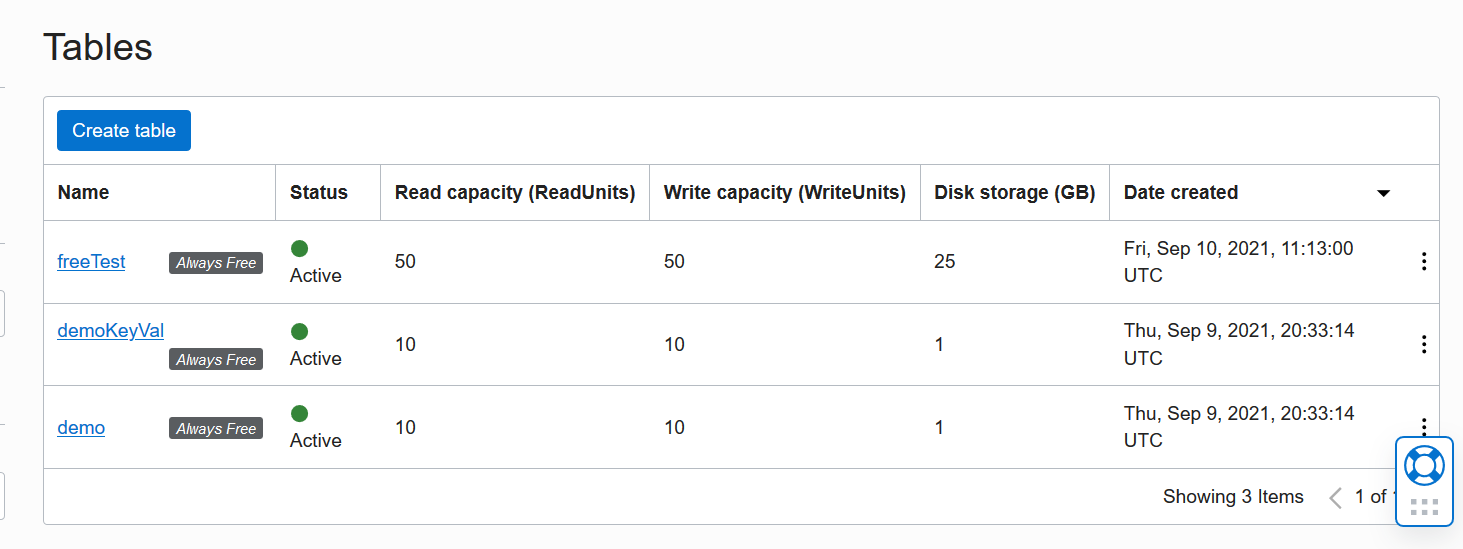 Tables
Create table
Name Status Read capacity (ReadUnits) Write capacity (WriteUnits) Disk storage (GB) Date created
freeTest Always Free Active 50 50 25 Fri, Sep 10, 2021, 11:13:00
UTC
demoKeyVal Always Free Active 10 10 1 Thu, Sep 9, 2021, 20:33:14
UTC
demo Always Free Active 10 10 1 Thu, Sep 9, 2021, 20:33:14
UTC
Showing 3 Items 1 of